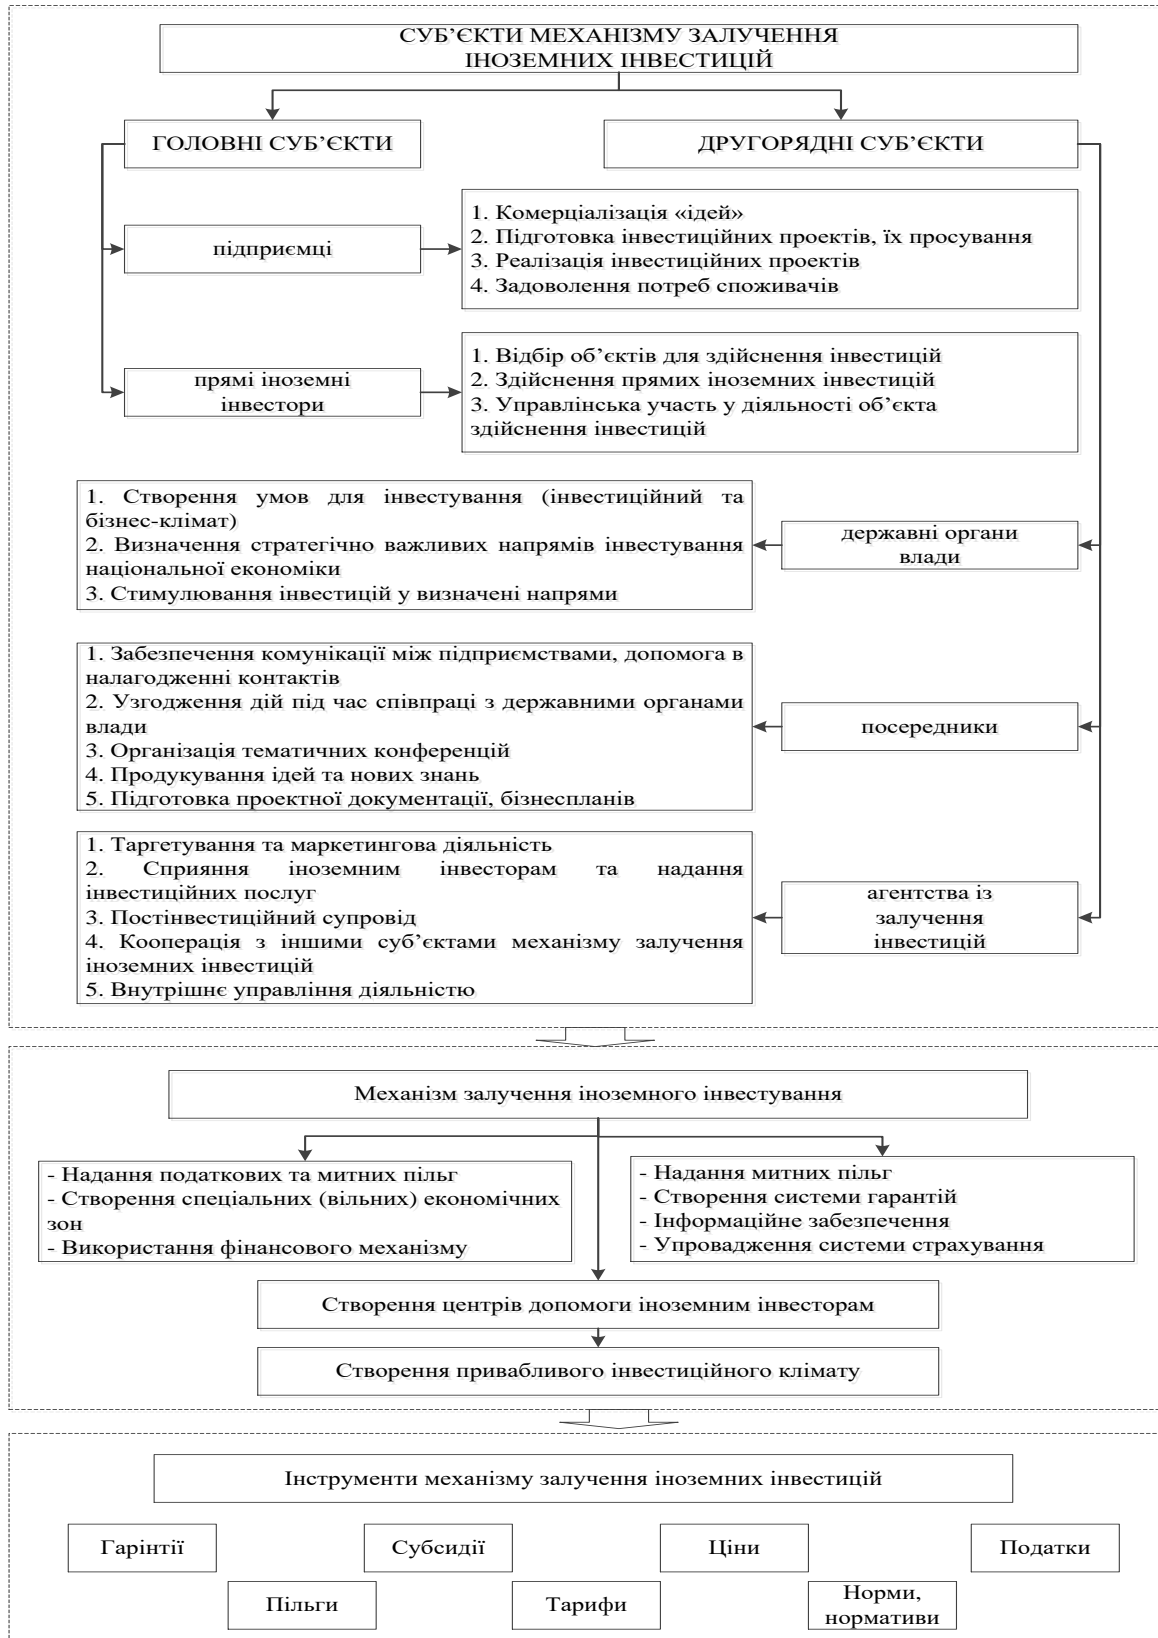 СУБ’ЄКТИ МЕХАНІЗМУ ЗАЛУЧЕННЯ
ІНОЗЕМНИХ ІНВЕСТИЦІЙ
ГОЛОВНІ СУБ’ЄКТИ
ДРУГОРЯДНІ СУБ’ЄКТИ
підприємці
1. Комерціалізація «ідей»
2. Підготовка інвестиційних проектів, їх просування
3. Реалізація інвестиційних проектів
4. Задоволення потреб споживачів
прямі іноземні
інвестори
1. Відбір об’єктів для здійснення інвестицій
2. Здійснення прямих іноземних інвестицій
3. Управлінська участь у діяльності об’єкта
здійснення інвестицій
1. Створення умов для інвестування (інвестиційний та
бізнес-клімат)
2. Визначення стратегічно важливих напрямів інвестування
національної економіки
3. Стимулювання інвестицій у визначені напрями
державні органи
влади
1. Забезпечення комунікації між підприємствами, допомога в
налагодженні контактів
2. Узгодження дій під час співпраці з державними органами
влади
3. Організація тематичних конференцій
4. Продукування ідей та нових знань
5. Підготовка проектної документації, бізнеспланів
посередники
1. Таргетування та маркетингова діяльність
2. Сприяння іноземним інвесторам та надання
інвестиційних послуг
3. Постінвестиційний супровід
4. Кооперація з іншими суб’єктами механізму залучення
іноземних інвестицій
5. Внутрішнє управління діяльністю
агентства із
залучення
інвестицій
Механізм залучення іноземного інвестування
- Надання податкових та митних пільг
- Створення спеціальних (вільних) економічних
зон
- Використання фінансового механізму
- Надання митних пільг
- Створення системи гарантій
- Інформаційне забезпечення
- Упровадження системи страхування
Створення центрів допомоги іноземним інвесторам
Створення привабливого інвестиційного клімату
Інструменти механізму залучення іноземних інвестицій
Гарінтії
Субсидії
Ціни
Податки
Пільги
Тарифи
Норми,
нормативи